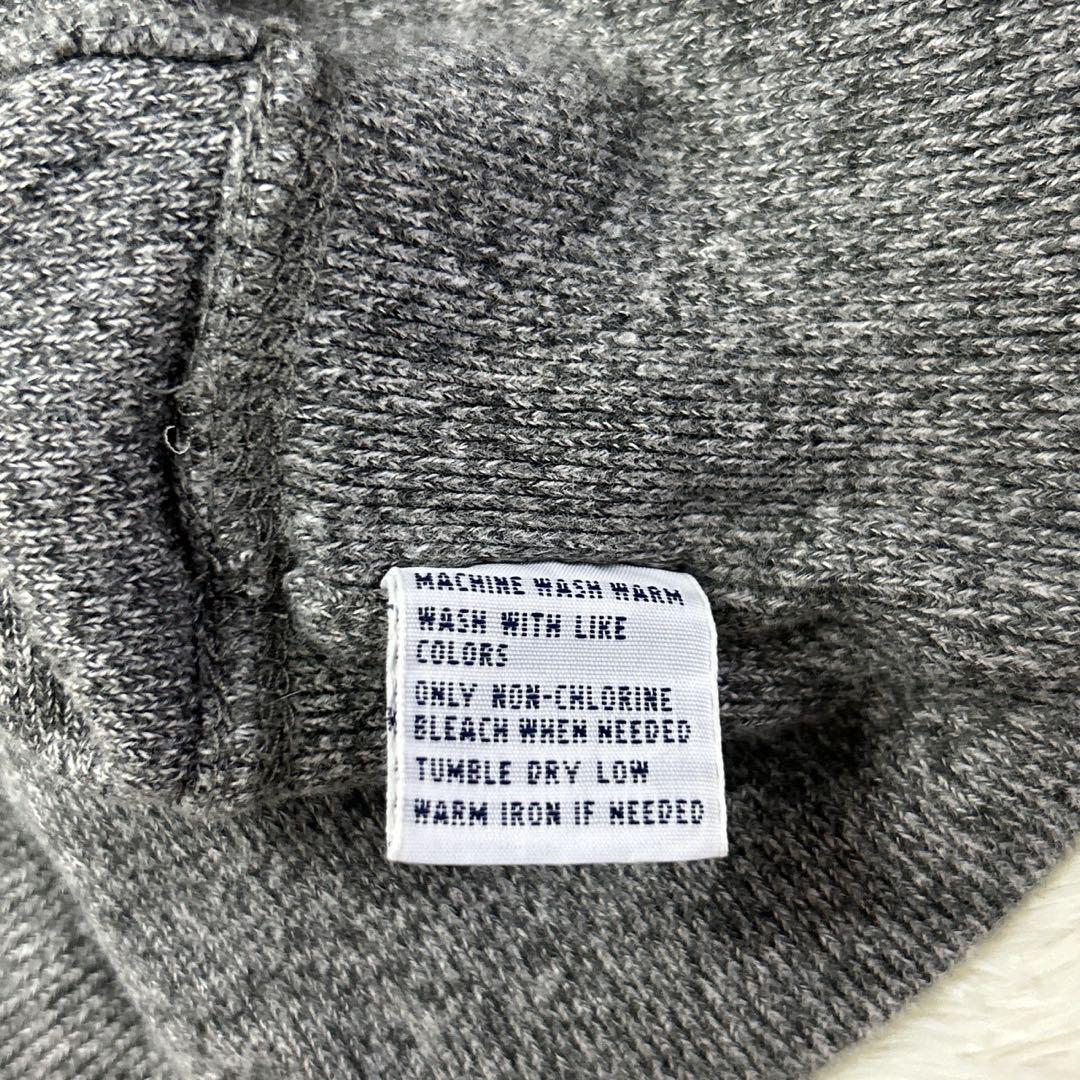 MACHINE WASH WARM
WASH WITH LIKE
COLORS
ONLY NON-CHLORINE
BLEACH WHEN NEEDED
TUMBLE DRY LOW
WARM IRON IF NEEDED